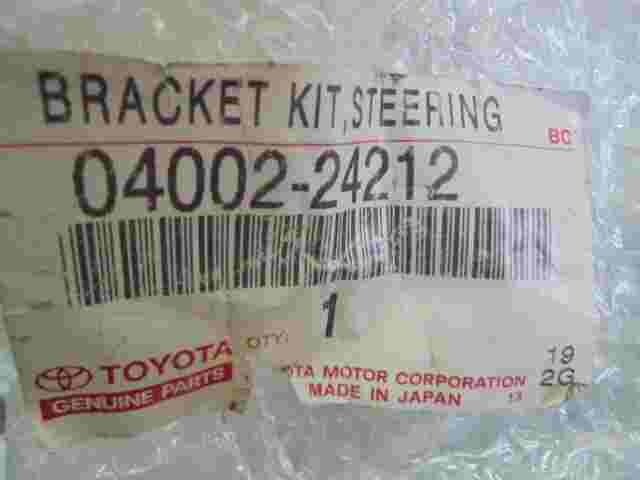 BRACKET KIT,STEERING
BC
04002-24212
QTY: 1
TOYOTA
GENUINE PARTS
OTA MOTOR CORPORATION
MADE IN JAPAN
13
19
2G